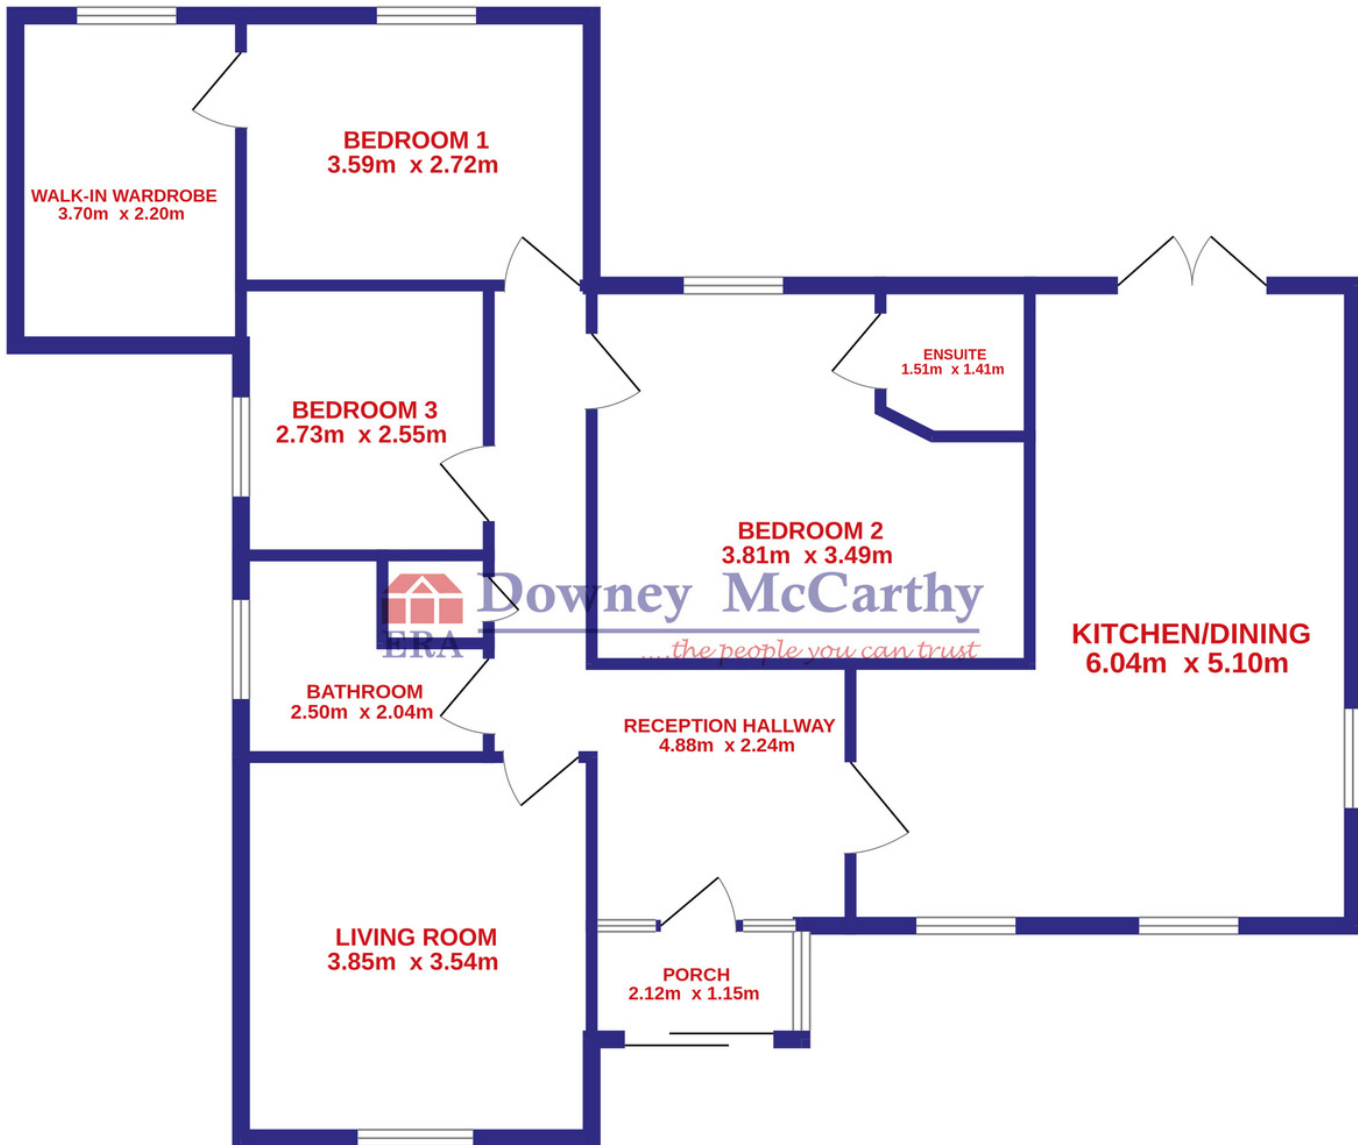 BEDROOM 1
3.59m x 2.72m
WALK-IN WARDROBE
3.70m x 2.20m
ENSUITE
1.51m x 1.41m
BEDROOM 3
2.73m x 2.55m
BEDROOM 2
3.81m x 3.49m
Downey McCarthy
ERA
....the people you can trust
KITCHEN/DINING
6.04m x 5.10m
BATHROOM
2.50m x 2.04m
RECEPTION HALLWAY
4.88m x 2.24m
LIVING ROOM
3.85m x 3.54m
PORCH
2.12m x 1.15m